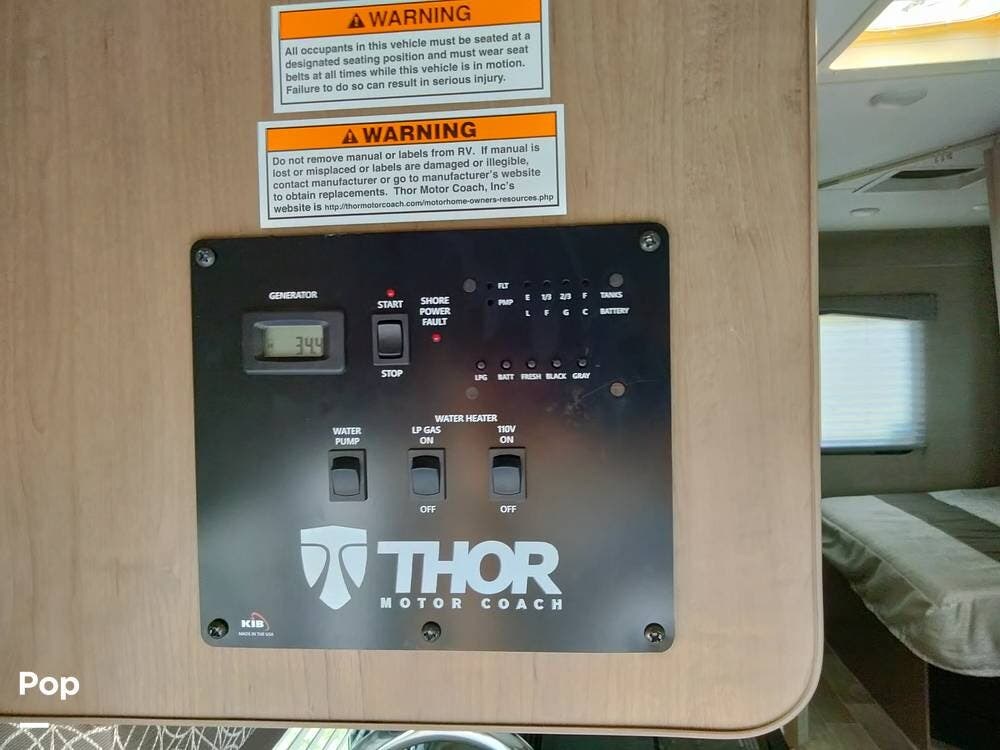 WARNING
All occupants in this vehicle must be seated at a
designated seating position and must wear seat
belts at all times while this vehicle is in motion.
Failure to do so can result in serious injury.
WARNING
Do not remove manual or labels from RV. If manual is
lost or misplaced or labels are damaged or illegible,
contact manufacturer or go to manufacturer's website
to obtain replacements. Thor Motor Coach, Inc's
website is http://thormotorcoach.com/motorhome-owners-resources.php
GENERATOR
34.4
START
STOP
SHORE
POWER
FAULT
FLT
PMP
E 1/3 2/3 F TANKS
L F G C BATTERY
LPG BATT FRESH BLACK GRAY
WATER
PUMP
WATER HEATER
LP GAS
ON
OFF
110V
ON
OFF
THOR
MOTOR COACH
KIB
MADE IN THE USA
Pop